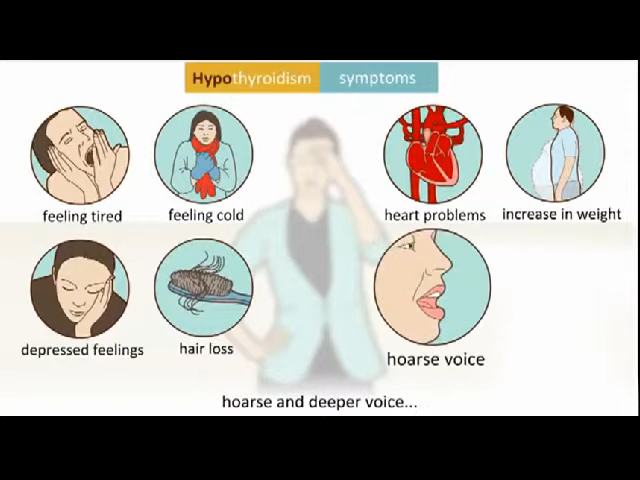 Hypothyroidism symptoms
feeling tired
feeling cold
heart problems
increase in weight
depressed feelings
hair loss
hoarse voice
hoarse and deeper voice...